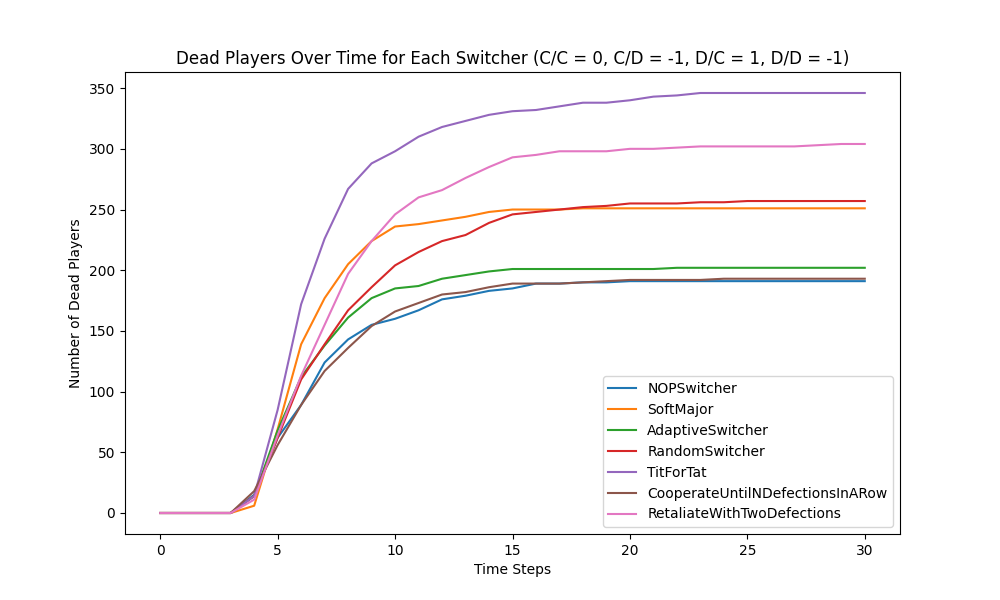 Dead Players Over Time for Each Switcher (C/C = 0, C/D = -1, D/C = 1, D/D = -1)
350
300
250
200
150
100
50
0
Number of Dead Players
NOPSwitcher
SoftMajor
AdaptiveSwitcher
RandomSwitcher
TitForTat
CooperateUntilNDefectionsInARow
RetaliateWithTwoDefections
0 5 10 15 20 25 30
Time Steps